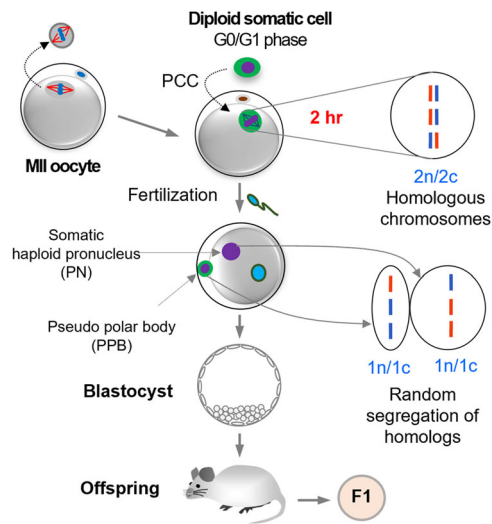 Diploid somatic cell
G0/G1 phase
PCC
2 hr
MII oocyte
2n/2c
Homologous
chromosomes
Fertilization
Somatic
haploid pronucleus
(PN)
Pseudo polar body
(PPB)
1n/1c
1n/1c
Random
segregation of
homologs
Blastocyst
Offspring
F1